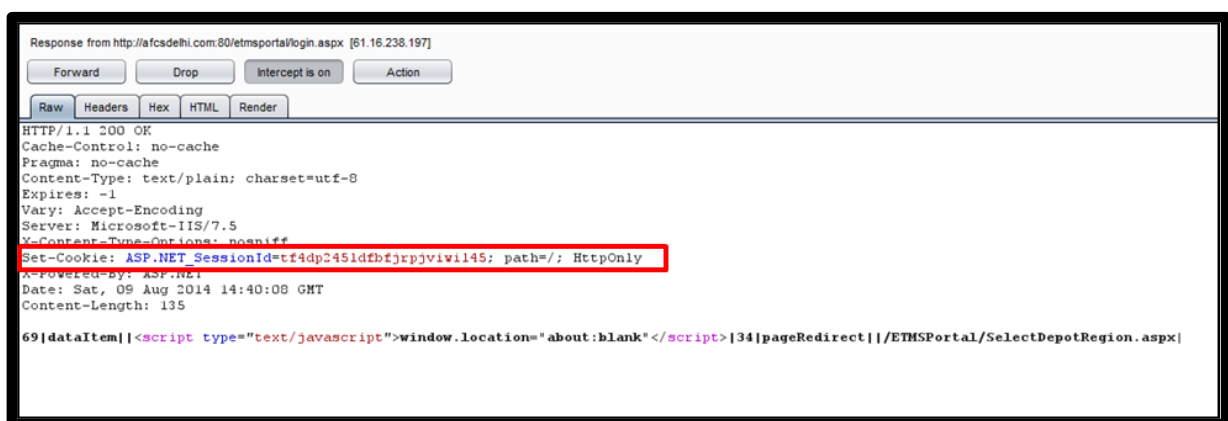 Response from http://afcsdelhi.com:80/etmsportal/login.aspx [61.16.238.197]
Forward Drop Intercept is on Action
Raw Headers Hex HTML Render
HTTP/1.1 200 OK
Cache-Control: no-cache
Pragma: no-cache
Content-Type: text/plain; charset=utf-8
Expires: -1
Vary: Accept-Encoding
Server: Microsoft-IIS/7.5
X-Content-Type-Options: nosniff
Set-Cookie: ASP.NET_SessionId=tf4dp245ldfbfjrpjviwil45; path=/; HttpOnly
X-Powered-By: ASP.NET
Date: Sat, 09 Aug 2014 14:40:08 GMT
Content-Length: 135
69|dataItem||<script type="text/javascript">window.location="about:blank"</script>|34|pageRedirect||/ETMSPortal/SelectDepotRegion.aspx|